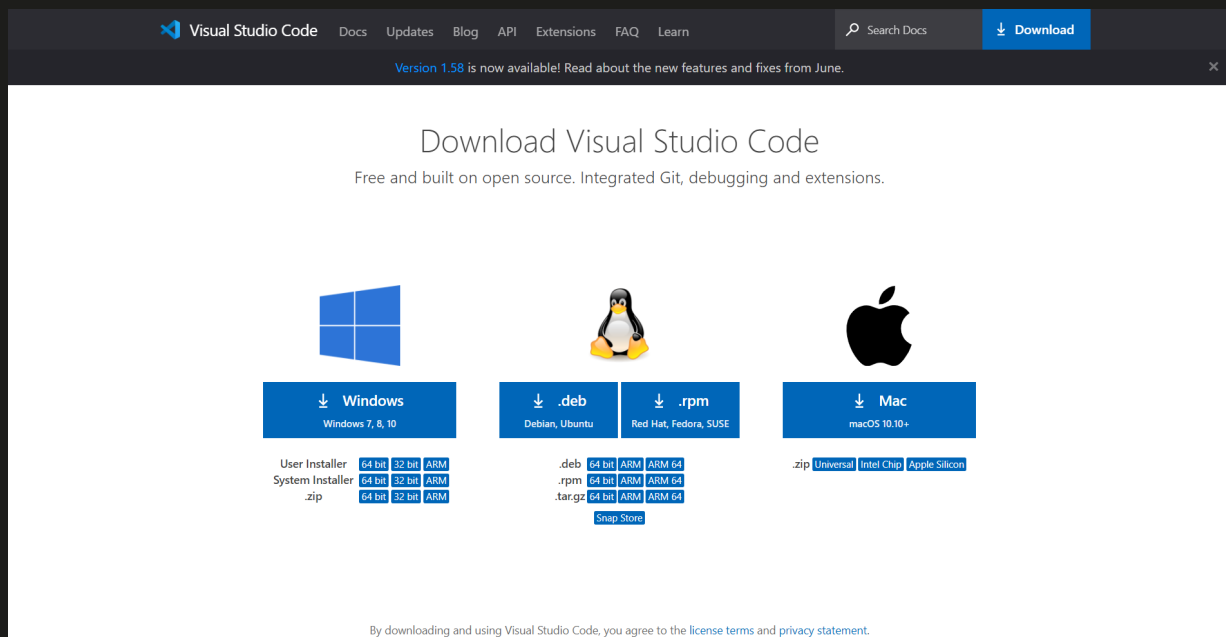 Visual Studio Code Docs Updates Blog API Extensions FAQ Learn Search Docs Download
Version 1.58 is now available! Read about the new features and fixes from June.
Download Visual Studio Code
Free and built on open source. Integrated Git, debugging and extensions.
Windows
Windows 7, 8, 10
User Installer 64 bit 32 bit ARM
System Installer 64 bit 32 bit ARM
.zip 64 bit 32 bit ARM
.deb
Debian, Ubuntu
.rpm
Red Hat, Fedora, SUSE
.deb 64 bit ARM ARM 64
.rpm 64 bit ARM ARM 64
.tar.gz 64 bit ARM ARM 64
Snap Store
Mac
macOS 10.10+
.zip Universal Intel Chip Apple Silicon
By downloading and using Visual Studio Code, you agree to the license terms and privacy statement.